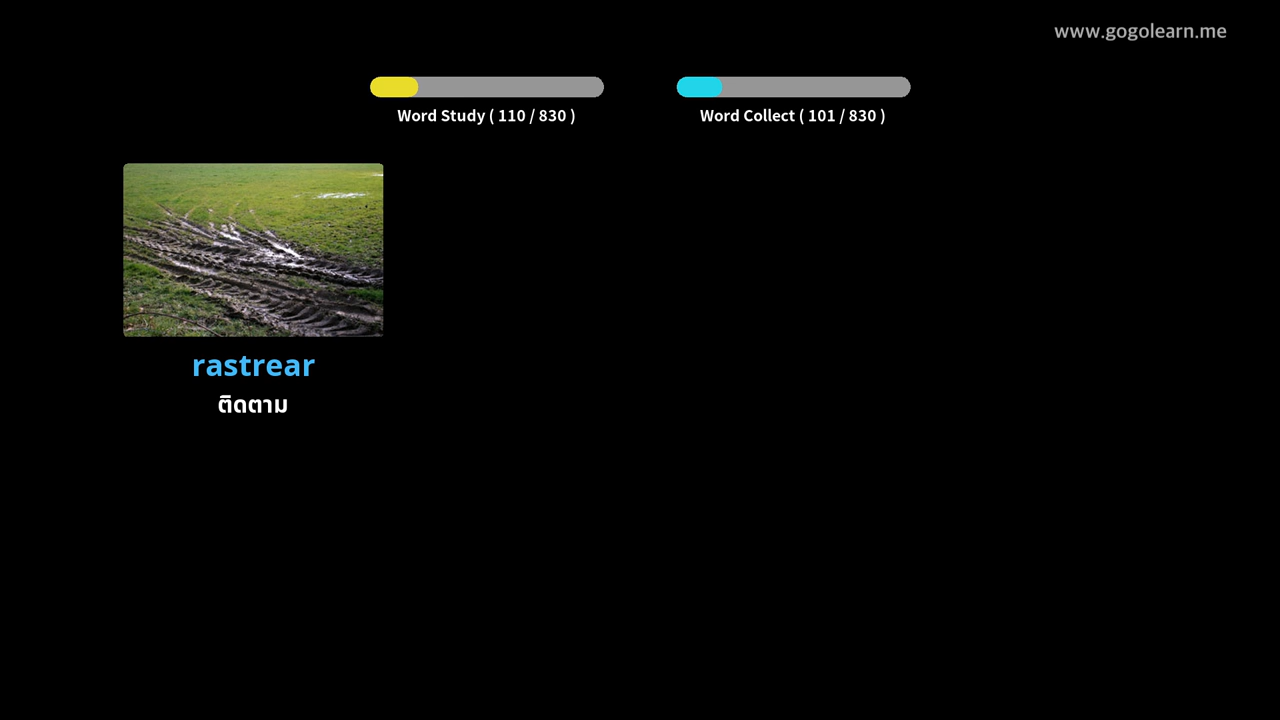 www.gogolearn.me
Word Study ( 110 / 830 )
Word Collect ( 101 / 830 )
rastrear
ติดตาม